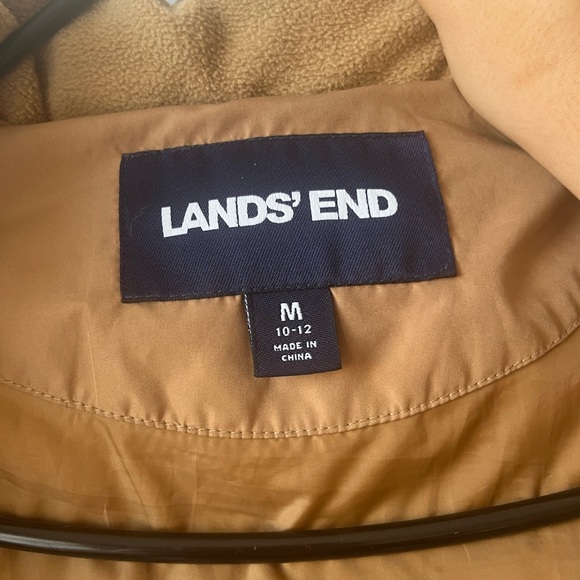 LANDS' END
M
10-12
MADE IN
CHINA